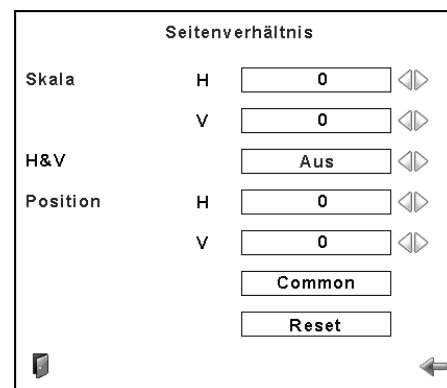 Seitenverhältnis
Skala H 0
V 0
H&V Aus
Position H 0
V 0
Common
Reset